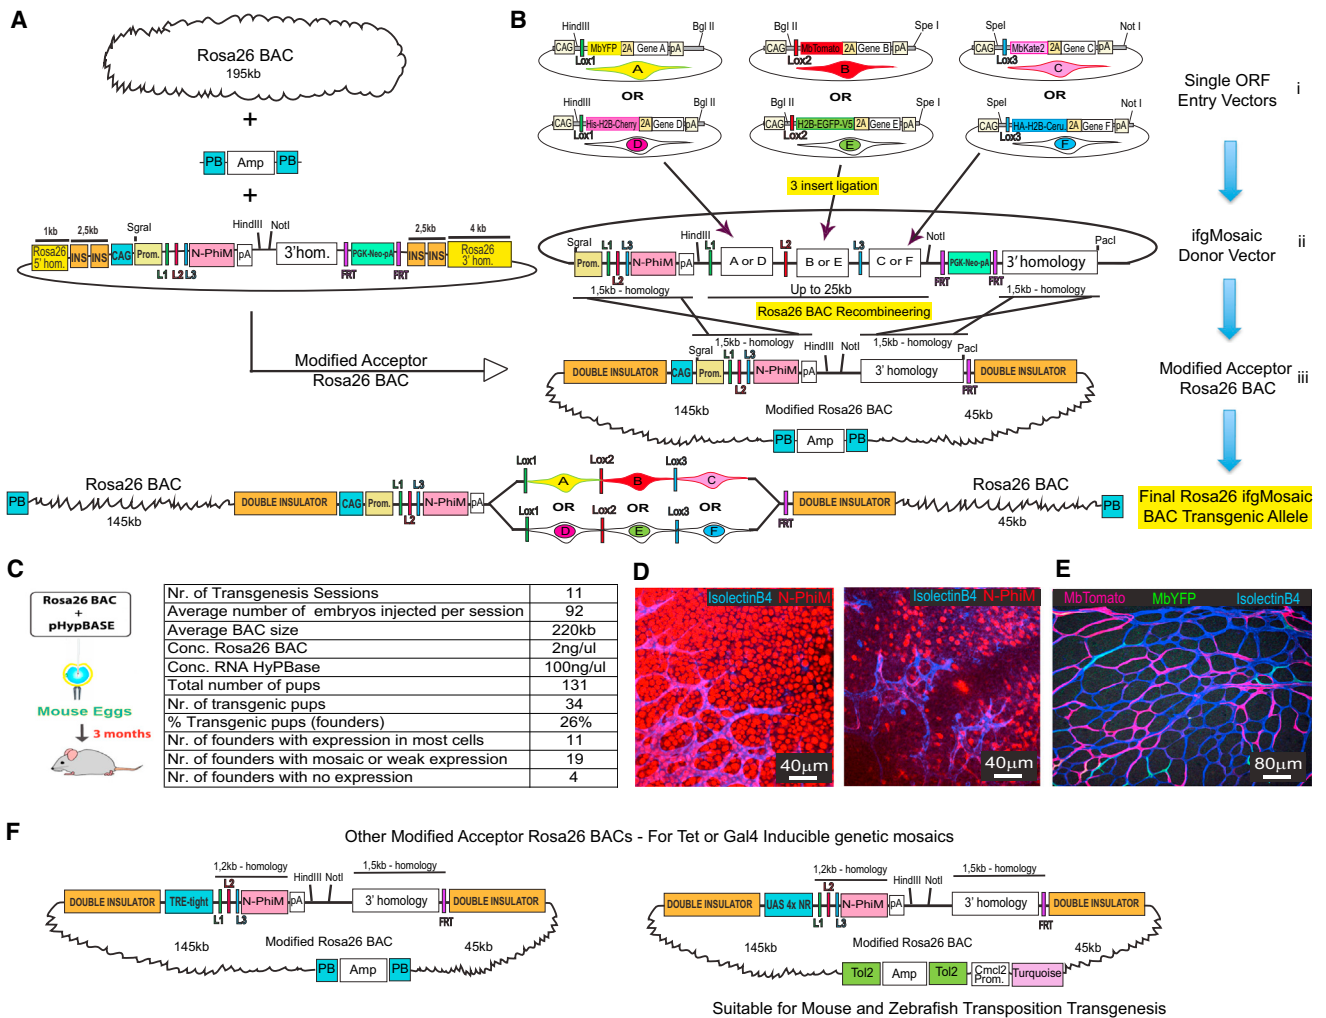 A
Rosa26 BAC
195kb
+
PB Amp PB
+
1kb 2,5kb SgraI HindIII NotI 2,5kb 4 kb
Rosa26 5' hom. INS INS CAG Prom. N-PhiM pA 3'hom. PGK-Neo-pA INS INS Rosa26 3' hom.
L1 L2 L3 FRT FRT
Modified Acceptor
Rosa26 BAC
B
HindIII Bgl II
CAG MbYFP 2A Gene A pA
Lox1
A
OR
HindIII Bgl II
CAG His-H2B-Cherry 2A Gene D pA
Lox1
D
Bgl II Spe I
CAG MbTomato 2A Gene B pA
Lox2
B
OR
Bgl II Spe I
CAG H2B-EGFP-V5 2A Gene E pA
Lox2
E
SpeI Not I
CAG MbKate2 2A Gene C pA
Lox3
C
OR
SpeI Not I
CAG HA-H2B-Ceru. 2A Gene F pA
Lox3
F
Single ORF
Entry Vectors
i
3 insert ligation
SgraI L1 L3 HindIII L1 L2 L3 NotI PacI
Prom. N-PhiM pA A or D B or E C or F PGK-Neo-pA 3' homology
L2 FRT FRT
Up to 25kb
1,5kb - homology
1,5kb - homology
Rosa26 BAC Recombineering
ifgMosaic
Donor Vector
ii
1,5kb - homology HindIII NotI 1,5kb - homology
SgraI L1 L3 PacI
DOUBLE INSULATOR CAG Prom. N-PhiM pA 3' homology DOUBLE INSULATOR
L2 FRT
145kb Modified Rosa26 BAC 45kb
PB Amp PB
Modified Acceptor
Rosa26 BAC
iii
PB Rosa26 BAC 145kb
DOUBLE INSULATOR CAG Prom. L1 L2 L3 N-PhiM pA
Lox1 A Lox2 B Lox3 C
OR OR OR
Lox1 D Lox2 E Lox3 F
FRT DOUBLE INSULATOR
Rosa26 BAC 45kb PB
Final Rosa26 ifgMosaic
BAC Transgenic Allele
C
Rosa26 BAC
+
pHypBASE
Mouse Eggs
3 months
Nr. of Transgenesis Sessions 11
Average number of embryos injected per session 92
Average BAC size 220kb
Conc. Rosa26 BAC 2ng/ul
Conc. RNA HyPBase 100ng/ul
Total number of pups 131
Nr. of transgenic pups 34
% Transgenic pups (founders) 26%
Nr. of founders with expression in most cells 11
Nr. of founders with mosaic or weak expression 19
Nr. of founders with no expression 4
D
IsolectinB4 N-PhiM
40µm
IsolectinB4 N-PhiM
40µm
E
MbTomato MbYFP IsolectinB4
80µm
F
Other Modified Acceptor Rosa26 BACs - For Tet or Gal4 Inducible genetic mosaics
1,2kb - homology 1,5kb - homology
L2 HindIII NotI
DOUBLE INSULATOR TRE-tight N-PhiM pA 3' homology DOUBLE INSULATOR
L1 L3 FRT
145kb Modified Rosa26 BAC 45kb
PB Amp PB
1,2kb - homology 1,5kb - homology
L2 HindIII NotI
DOUBLE INSULATOR UAS 4x NR N-PhiM pA 3' homology DOUBLE INSULATOR
L1 L3 FRT
145kb Modified Rosa26 BAC 45kb
Tol2 Amp Tol2 Cmcl2 Prom. Turquoise
Suitable for Mouse and Zebrafish Transposition Transgenesis